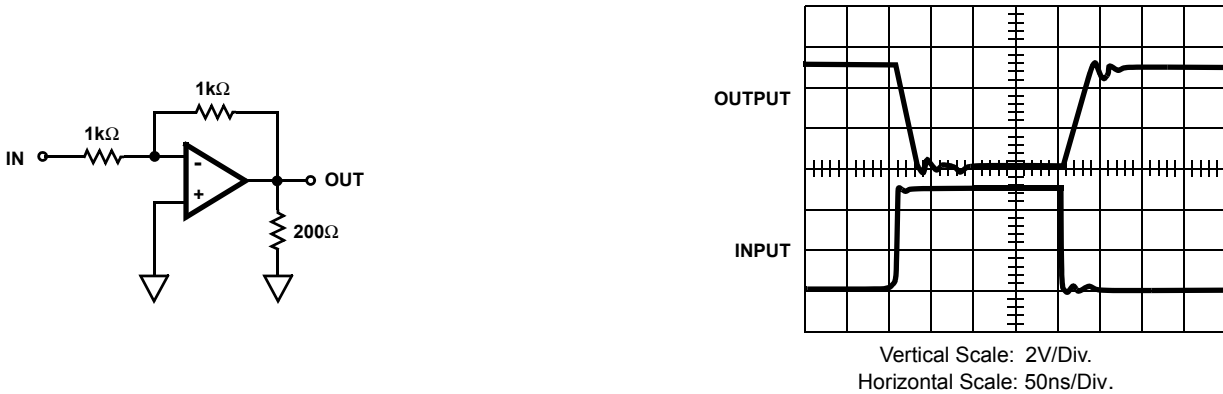 1kΩ
1kΩ
IN
-
+
OUT
200Ω
OUTPUT
INPUT
Vertical Scale: 2V/Div.
Horizontal Scale: 50ns/Div.